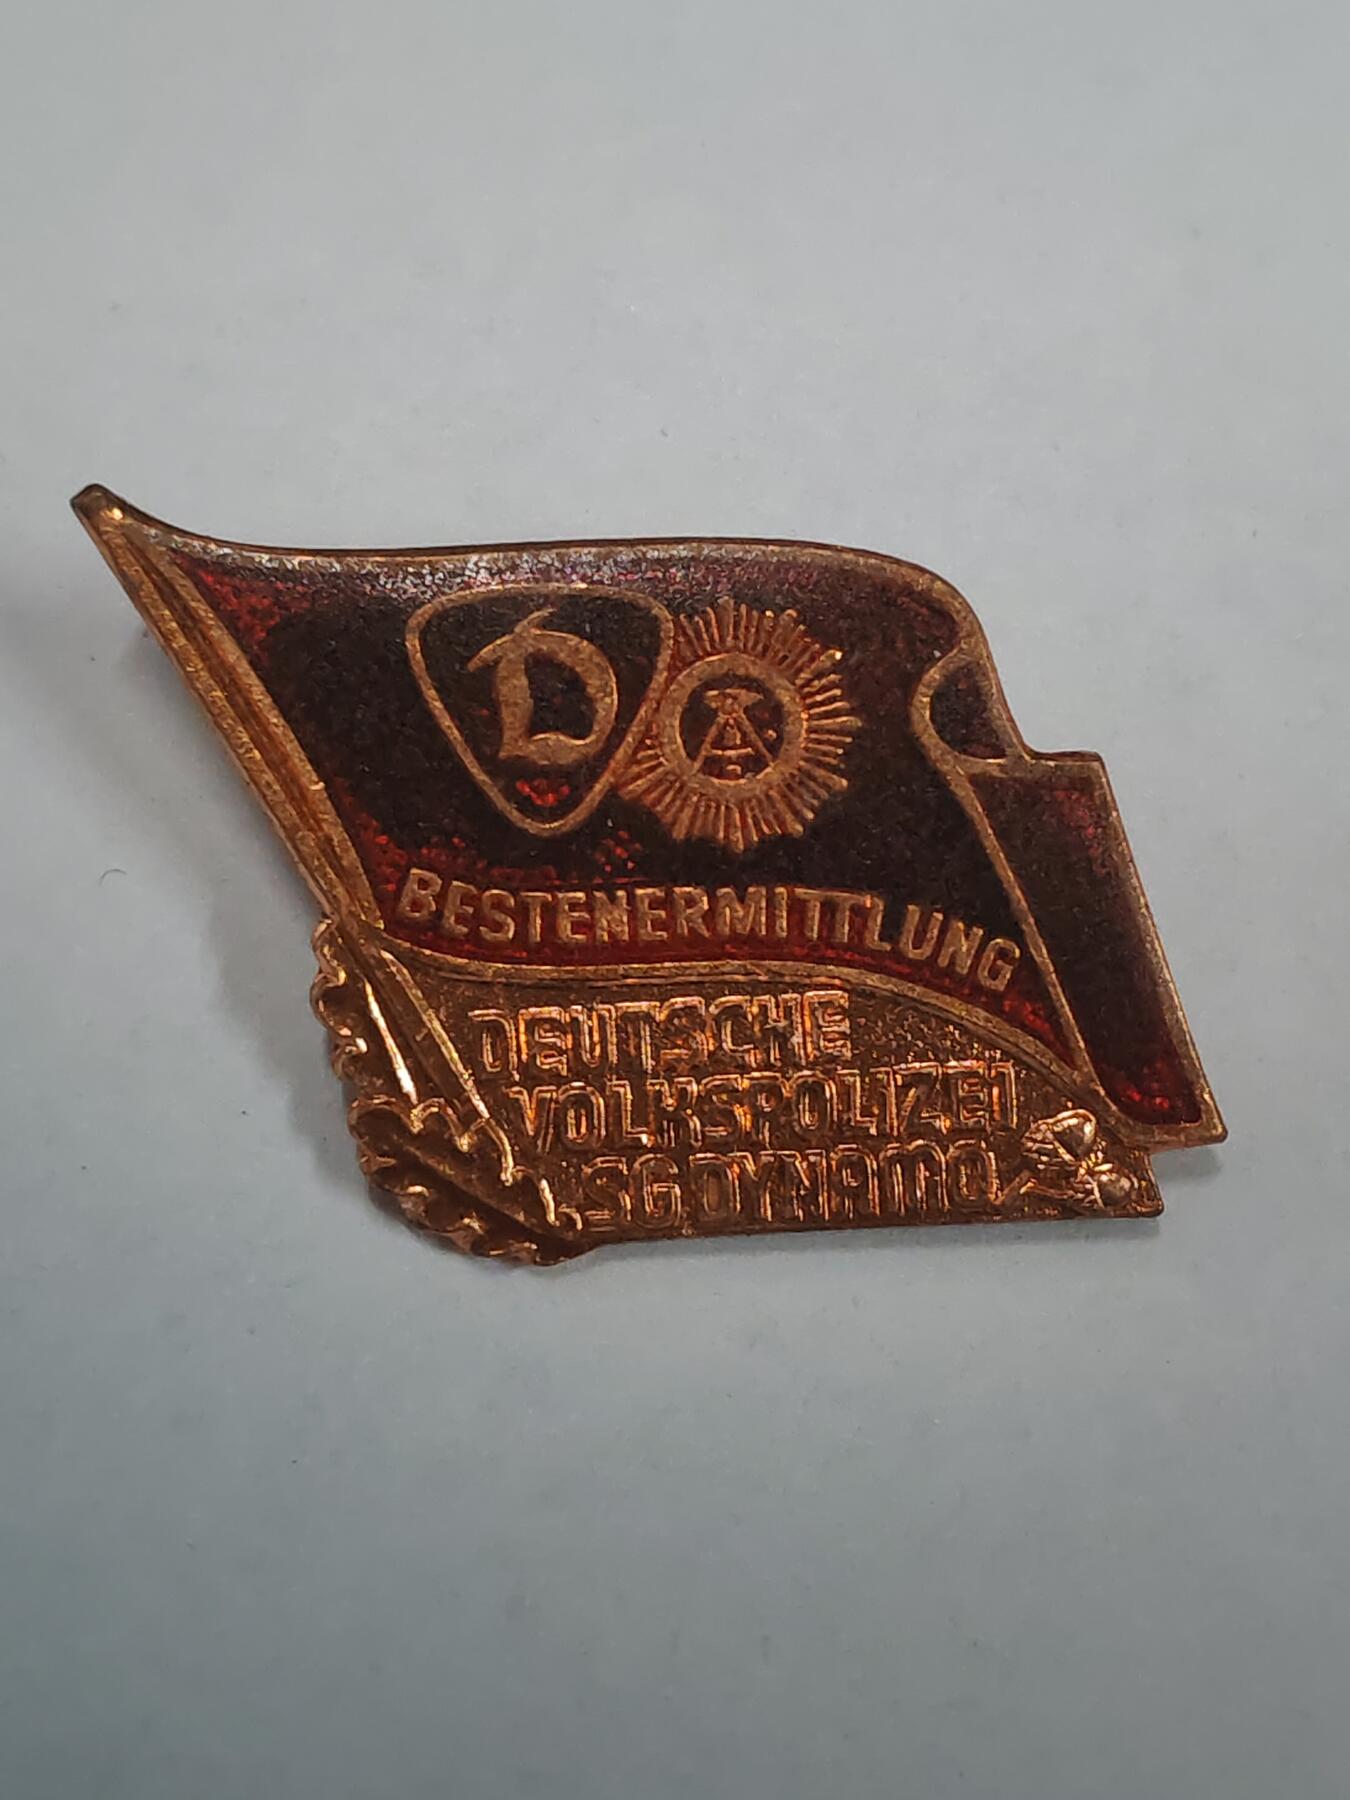 D
BESTENERMITTLUNG
DEUTSCHE
VOLKSPOLIZEI
SG DYNAMO